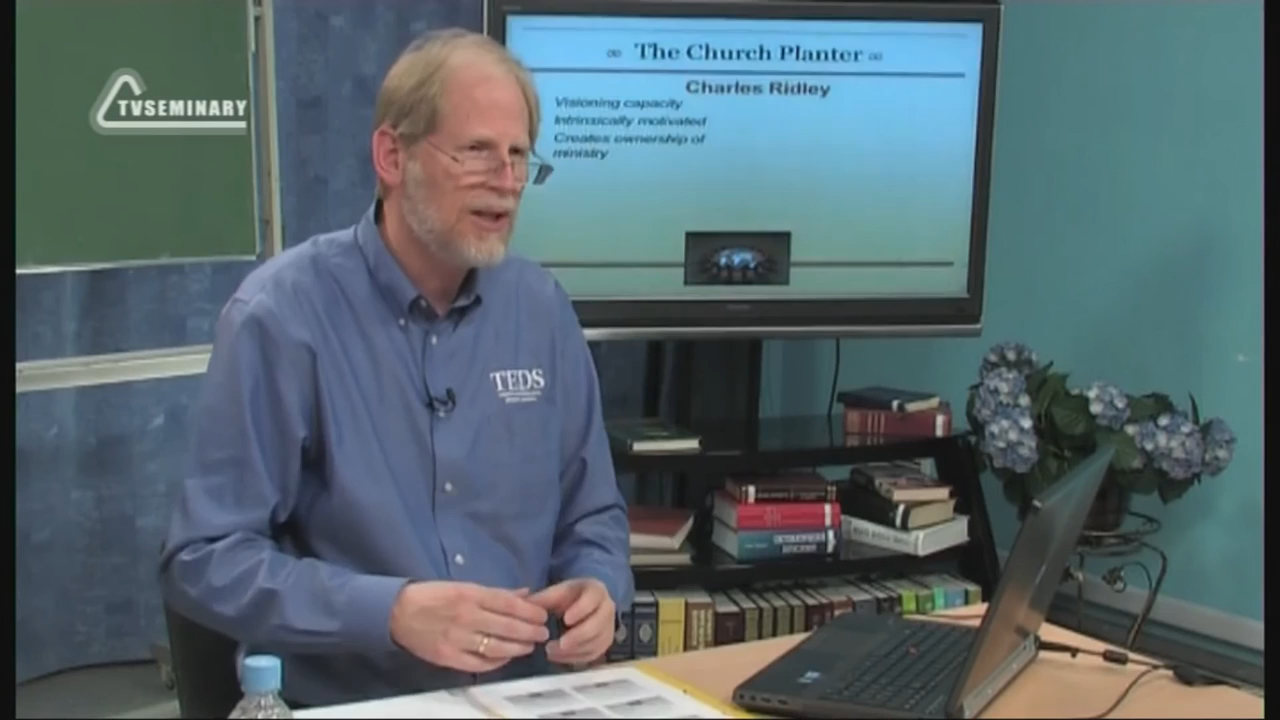 TVSEMINARY
∞ The Church Planter ∞
Charles Ridley
Visioning capacity
Intrinsically motivated
Creates ownership of
ministry
TEDS